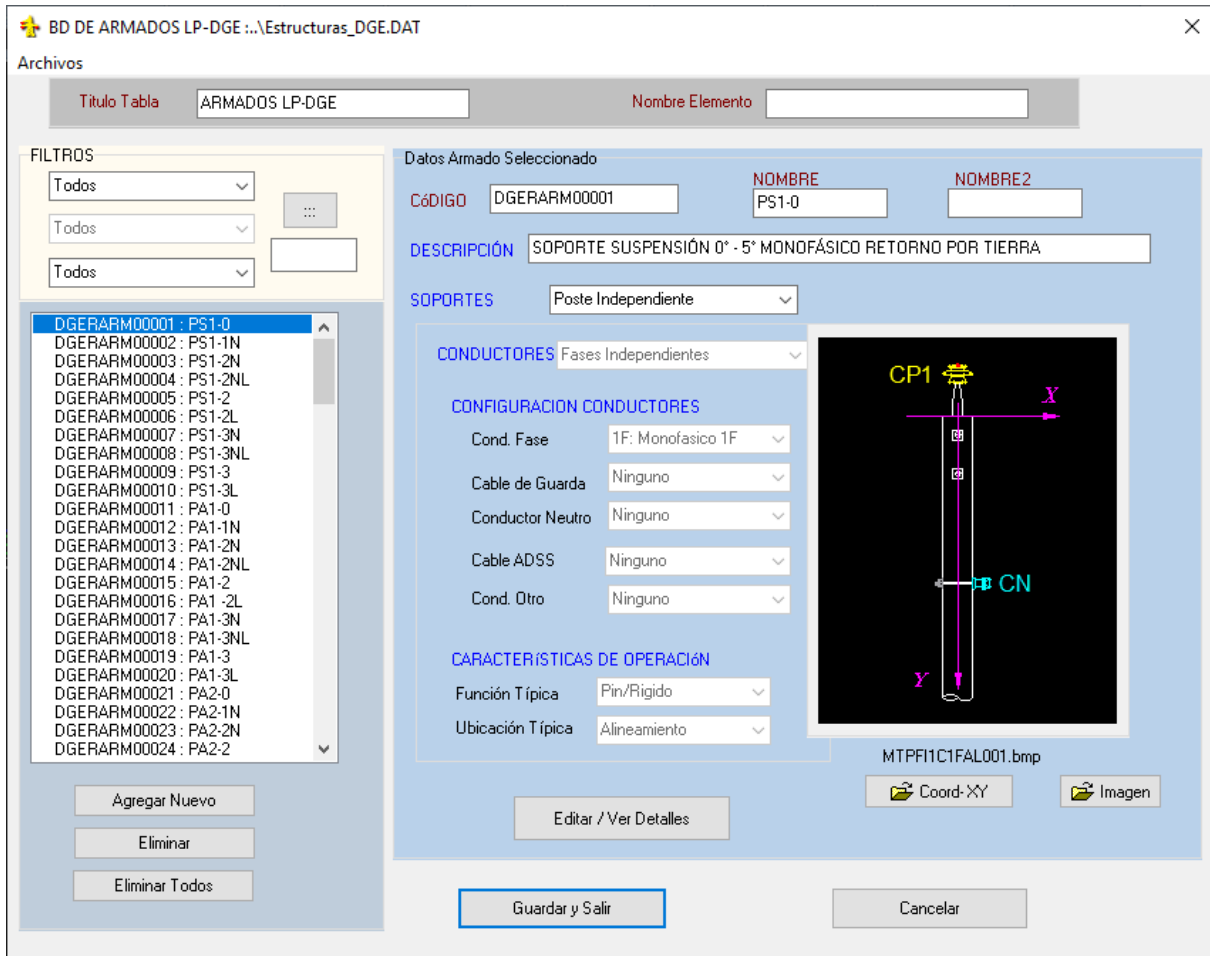 BD DE ARMADOS LP-DGE :..\Estructuras_DGE.DAT
Archivos
Titulo Tabla ARMADOS LP-DGE Nombre Elemento
FILTROS
Todos
:::
Todos
Todos
DGERARM00001 : PS1-0
DGERARM00002 : PS1-1N
DGERARM00003 : PS1-2N
DGERARM00004 : PS1-2NL
DGERARM00005 : PS1-2
DGERARM00006 : PS1-2L
DGERARM00007 : PS1-3N
DGERARM00008 : PS1-3NL
DGERARM00009 : PS1-3
DGERARM00010 : PS1-3L
DGERARM00011 : PA1-0
DGERARM00012 : PA1-1N
DGERARM00013 : PA1-2N
DGERARM00014 : PA1-2NL
DGERARM00015 : PA1-2
DGERARM00016 : PA1 -2L
DGERARM00017 : PA1-3N
DGERARM00018 : PA1-3NL
DGERARM00019 : PA1-3
DGERARM00020 : PA1-3L
DGERARM00021 : PA2-0
DGERARM00022 : PA2-1N
DGERARM00023 : PA2-2N
DGERARM00024 : PA2-2
Agregar Nuevo
Eliminar
Eliminar Todos
Datos Armado Seleccionado
NOMBRE NOMBRE2
CóDIGO DGERARM00001 PS1-0
DESCRIPCIÓN SOPORTE SUSPENSIÓN 0° - 5° MONOFÁSICO RETORNO POR TIERRA
SOPORTES Poste Independiente
CONDUCTORES Fases Independientes
CONFIGURACION CONDUCTORES
Cond. Fase 1F: Monofasico 1F
Cable de Guarda Ninguno
Conductor Neutro Ninguno
Cable ADSS Ninguno
Cond. Otro Ninguno
CARACTERíSTICAS DE OPERACIóN
Función Típica Pin/Rigido
Ubicación Típica Alineamiento
CP1
X
CN
Y
MTPFI1C1FAL001.bmp
Coord-XY Imagen
Editar / Ver Detalles
Guardar y Salir Cancelar